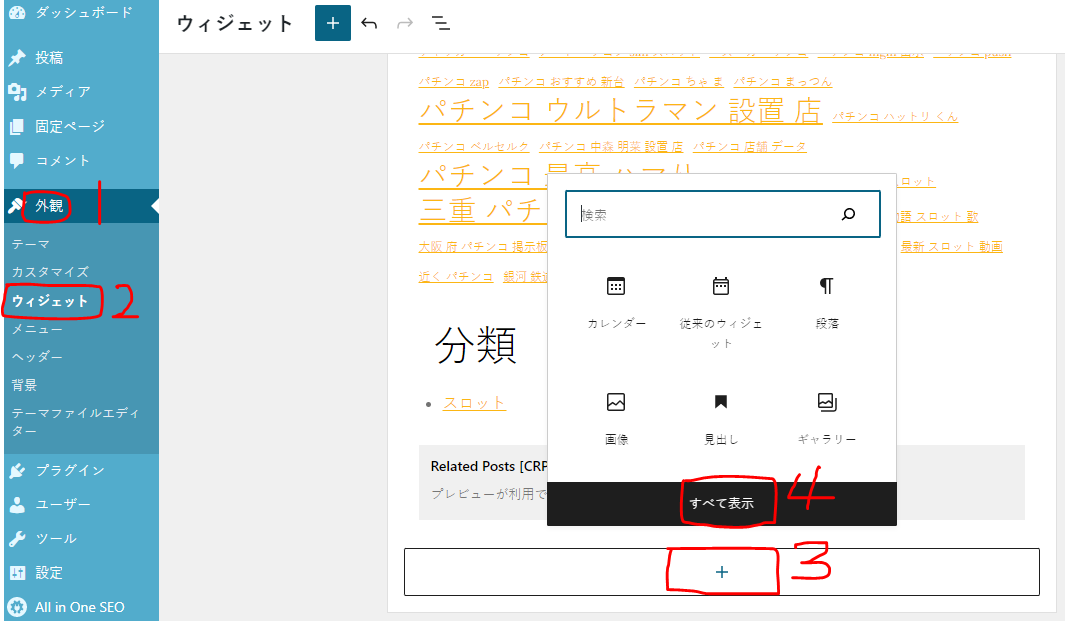 ダッシュボード
投稿
メディア
固定ページ
コメント
外観
1
テーマ
カスタマイズ
ウィジェット
2
メニュー
ヘッダー
背景
テーマファイルエディ
ター
プラグイン
ユーザー
ツール
設定
All in One SEO
ウィジェット
パチンコ zap パチンコ おすすめ 新台 パチンコ ちゃ ま パチンコ まっつん
パチンコ ウルトラマン 設置 店 パチンコ ハットリ くん
パチンコ ベルセルク パチンコ 中森 明菜 設置 店 パチンコ 店舗 データ
パチンコ 最高 ハマり
ロット
三重 パチ
語 スロット 歌
大阪 府 パチンコ 掲示板
最新 スロット 動画
近く パチンコ 銀河 鉄道
分類
スロット
Related Posts [CRP
プレビューが利用で
検索
カレンダー
従来のウィジェ
ット
段落
画像
見出し
ギャラリー
すべて表示
4
3